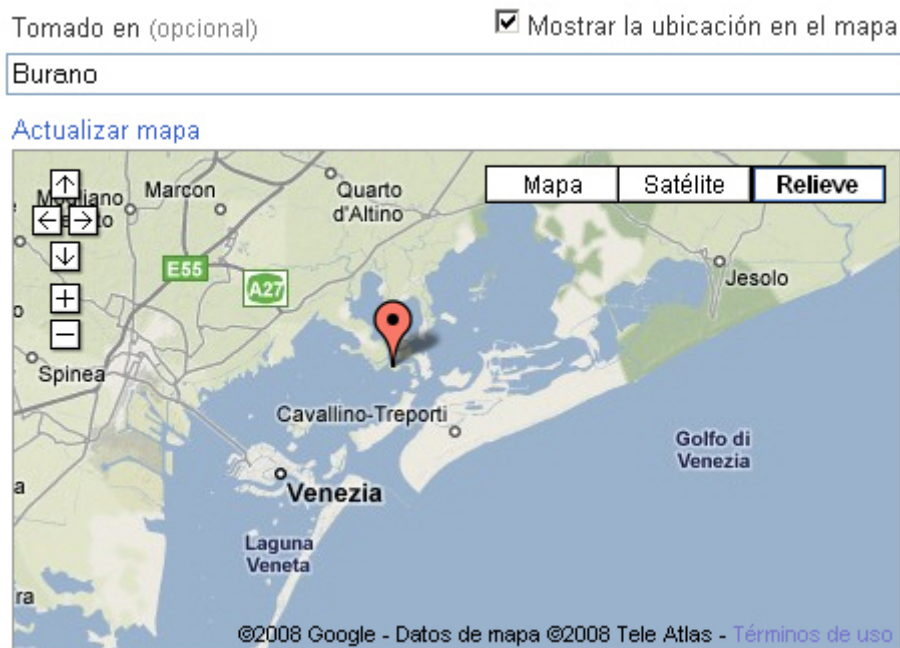 Tomado en (opcional)
Mostrar la ubicación en el mapa
Burano
Actualizar mapa
Mapa
Satélite
Relieve
Marcon
Quarto
d'Altino
E55
A27
Jesolo
Spinea
Cavallino-Treporti
Golfo di
Venezia
Venezia
Laguna
Veneta
ra
©2008 Google - Datos de mapa ©2008 Tele Atlas - Términos de uso